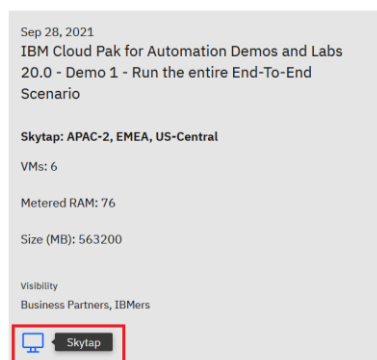 Sep 28, 2021
IBM Cloud Pak for Automation Demos and Labs
20.0 - Demo 1 - Run the entire End-To-End
Scenario
Skytap: APAC-2, EMEA, US-Central
VMs: 6
Metered RAM: 76
Size (MB): 563200
Visibility
Business Partners, IBMers
Skytap